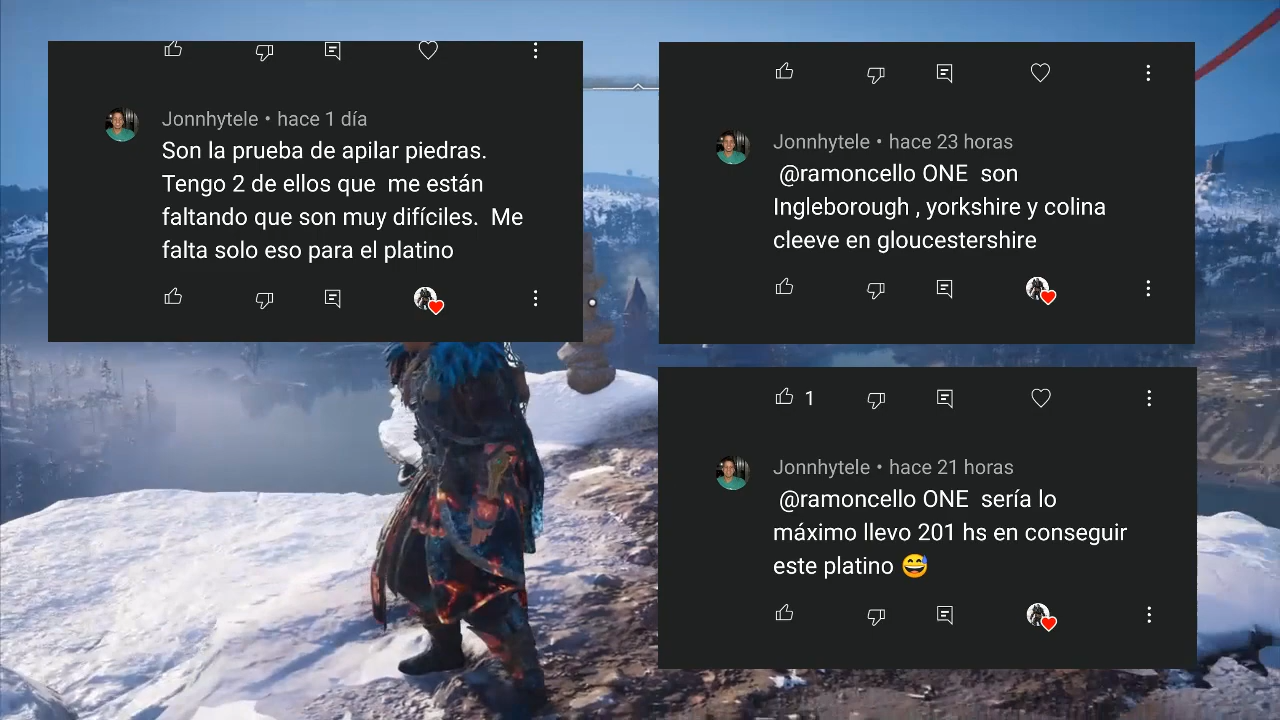 Jonnhytele • hace 1 día
Son la prueba de apilar piedras.
Tengo 2 de ellos que  me están
faltando que son muy difíciles.  Me
falta solo eso para el platino
Jonnhytele • hace 23 horas
@ramoncello ONE  son
Ingleborough , yorkshire y colina
cleeve en gloucestershire
1
Jonnhytele • hace 21 horas
@ramoncello ONE  sería lo
máximo llevo 201 hs en conseguir
este platino 😅